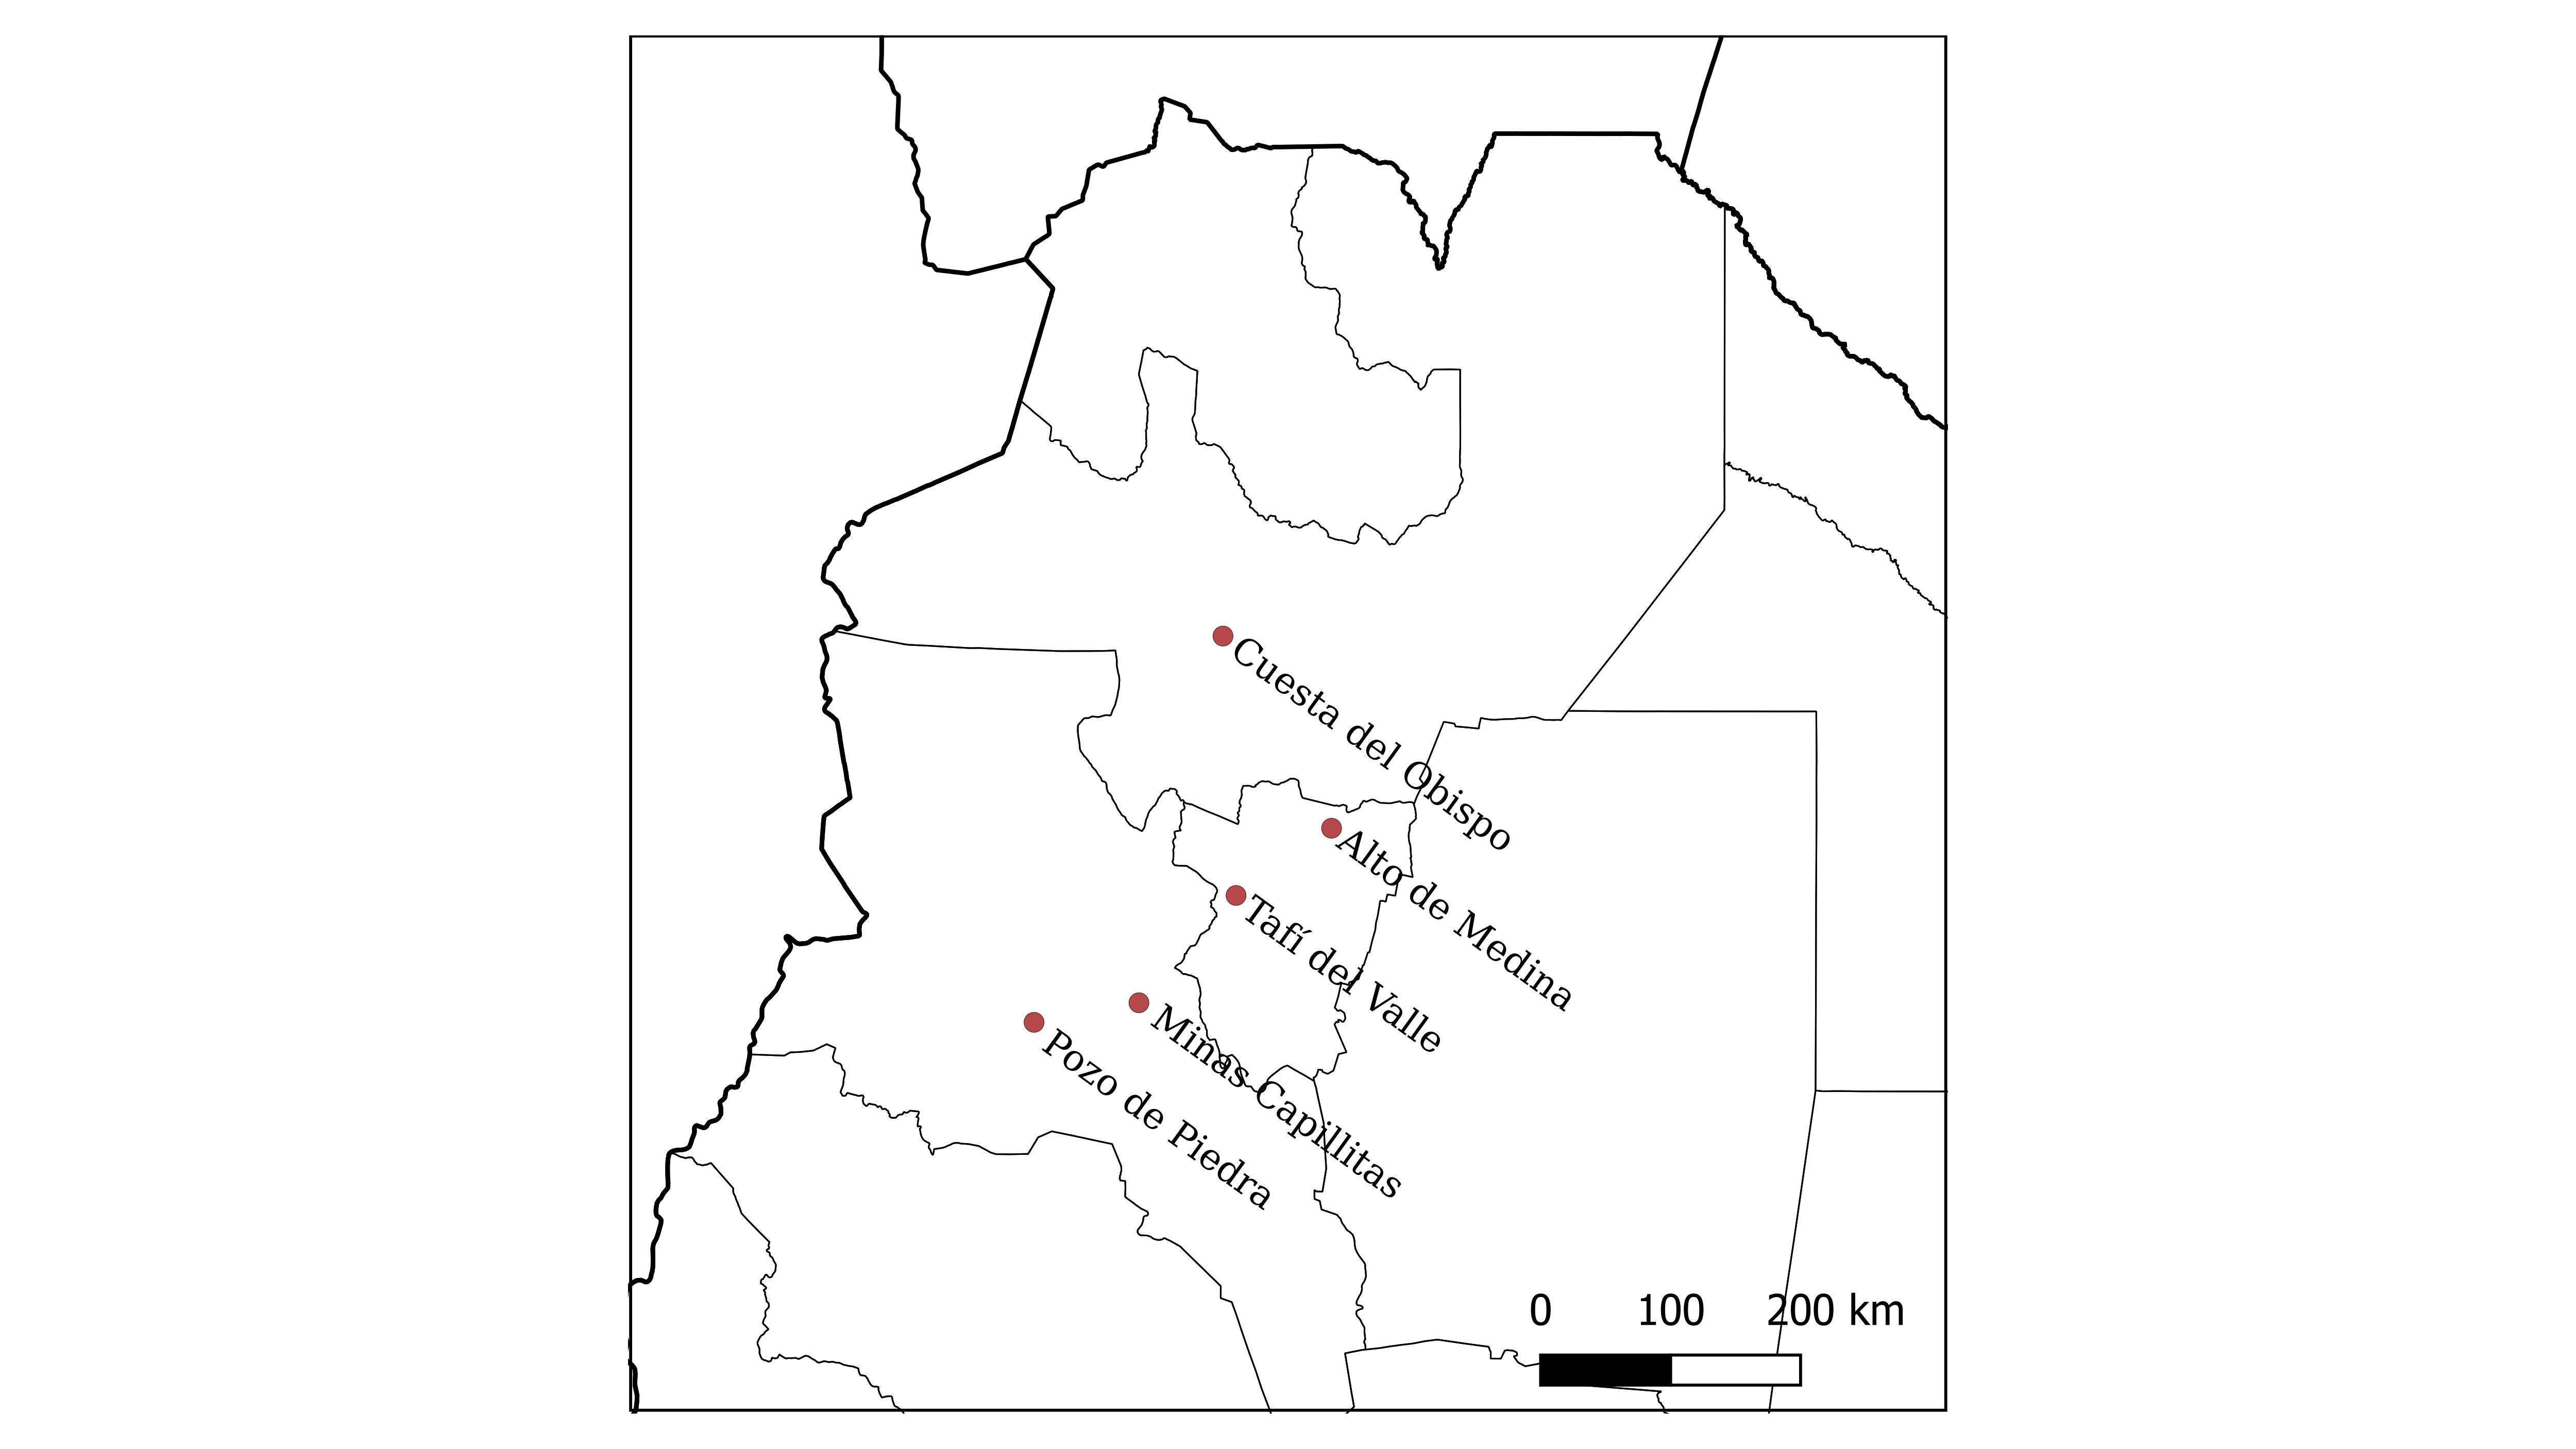 Cuesta del Obispo
Alto de Medina
Tafí del Valle
Minas Capillitas
Pozo de Piedra
0 100 200 km